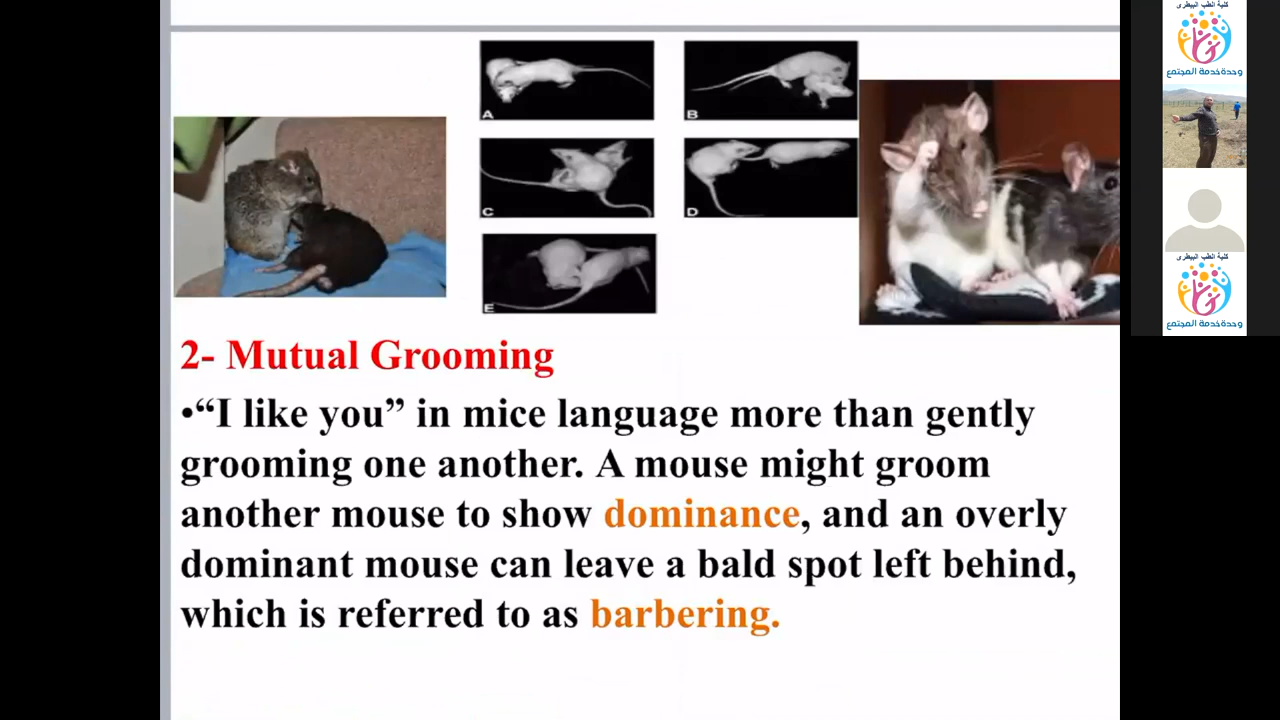 A
B
C
D
E
2- Mutual Grooming
•“I like you” in mice language more than gently
grooming one another. A mouse might groom
another mouse to show dominance, and an overly
dominant mouse can leave a bald spot left behind,
which is referred to as barbering.
كلية الطب البيطرى
وحدة خدمة المجتمع
كلية الطب البيطرى
وحدة خدمة المجتمع